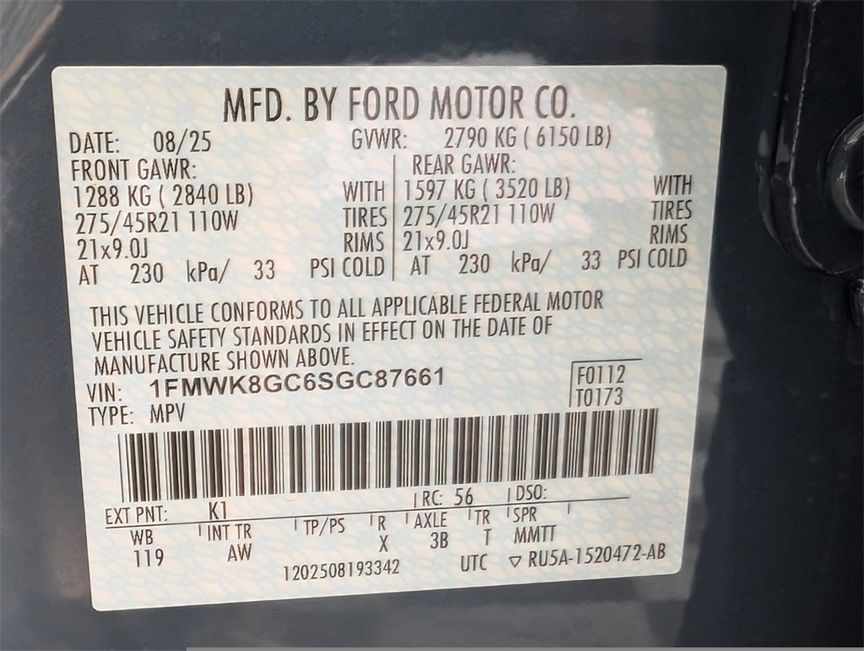 MFD. BY FORD MOTOR CO.
DATE: 08/25 GVWR: 2790 KG ( 6150 LB)
FRONT GAWR: REAR GAWR:
1288 KG ( 2840 LB) WITH 1597 KG ( 3520 LB) WITH
275/45R21 110W TIRES 275/45R21 110W TIRES
21x9.0J RIMS 21x9.0J RIMS
AT 230 kPa/ 33 PSI COLD AT 230 kPa/ 33 PSI COLD
THIS VEHICLE CONFORMS TO ALL APPLICABLE FEDERAL MOTOR
VEHICLE SAFETY STANDARDS IN EFFECT ON THE DATE OF
MANUFACTURE SHOWN ABOVE.
VIN: 1FMWK8GC6SGC87661 F0112
TYPE: MPV T0173
EXT PNT: K1 RC: 56 DSO:
WB INT TR TP/PS R AXLE TR SPR
119 AW X 3B T MMTT
1202508193342 UTC ▽ RU5A-1520472-AB